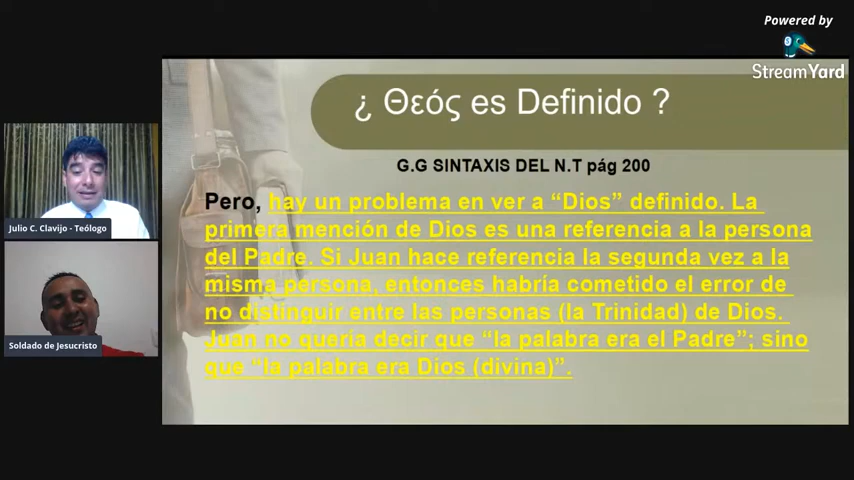 Powered by
StreamYard
¿ Θεός es Definido ?
G.G SINTAXIS DEL N.T pág 200
Pero, hay un problema en ver a “Dios” definido. La
primera mención de Dios es una referencia a la persona
del Padre. Si Juan hace referencia la segunda vez a la
misma persona, entonces habría cometido el error de
no distinguir entre las personas (la Trinidad) de Dios.
Juan no quería decir que “la palabra era el Padre”; sino
que “la palabra era Dios (divina)”.
Julio C. Clavijo - Teólogo
Soldado de Jesucristo